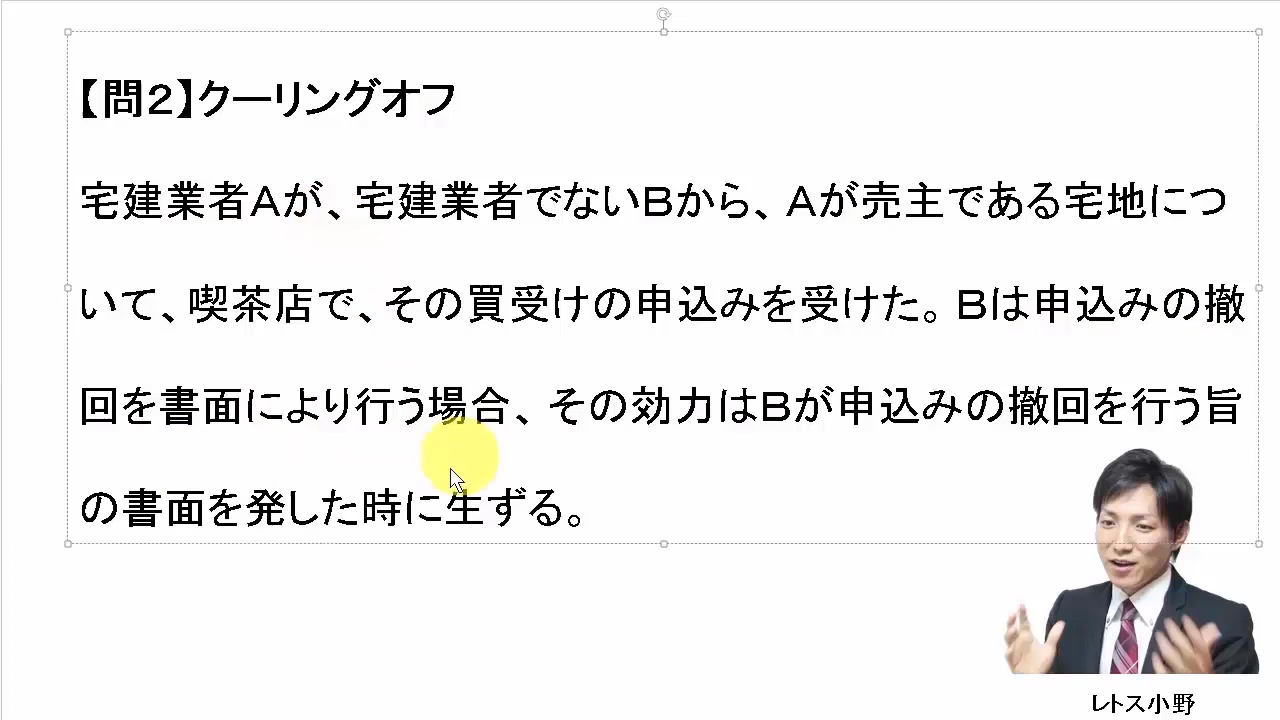 【問２】クーリングオフ
宅建業者Ａが、宅建業者でないＢから、Ａが売主である宅地につ
いて、喫茶店で、その買受けの申込みを受けた。Ｂは申込みの撤
回を書面により行う場合、その効力はＢが申込みの撤回を行う旨
の書面を発した時に生ずる。
レトス小野